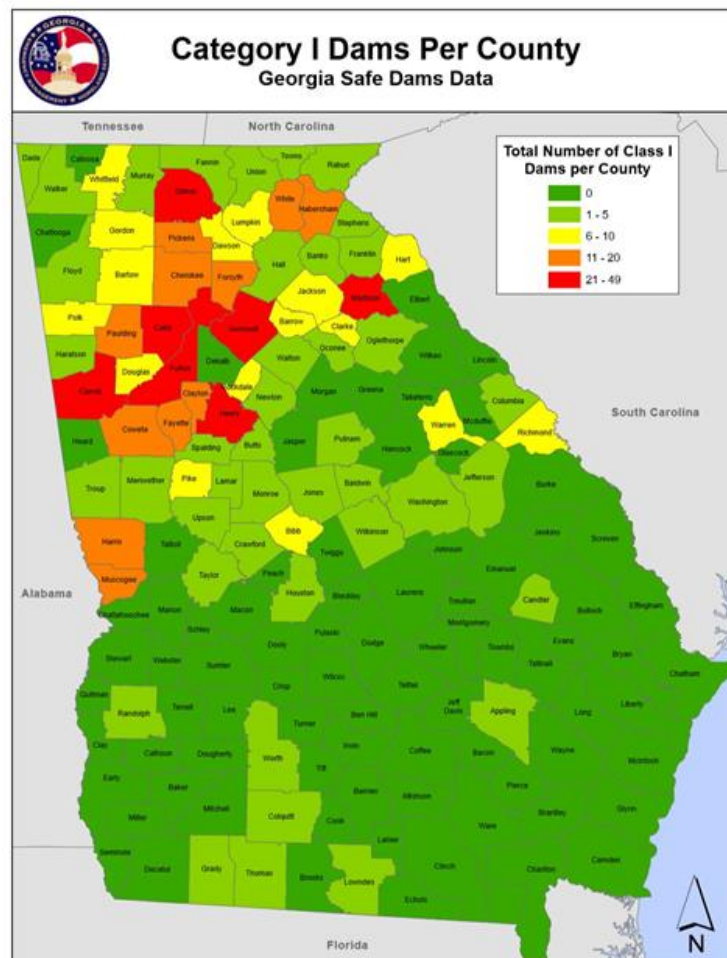 GEORGIA
Category I Dams Per County
Georgia Safe Dams Data
Tennessee
North Carolina
Total Number of Class I
Dams per County
0
1 - 5
6 - 10
11 - 20
21 - 49
Dade
Catoosa
Whitfield
Murray
Fannin
Union
Towns
Rabun
Walker
Gilmer
White
Habersham
Lumpkin
Stephens
Chattooga
Gordon
Pickens
Dawson
Banks
Franklin
Hart
Floyd
Bartow
Cherokee
Forsyth
Hall
Jackson
Madison
Elbert
Polk
Paulding
Cobb
Gwinnett
Barrow
Clarke
Oglethorpe
Haralson
Douglas
Fulton
Dekalb
Walton
Oconee
Wilkes
Lincoln
Carroll
Clayton
Newton
Morgan
Greene
Taliaferro
Columbia
South Carolina
Heard
Coweta
Fayette
Henry
Jasper
Putnam
Hancock
Warren
Mcduffie
Richmond
Spalding
Butts
Glascock
Troup
Meriwether
Pike
Lamar
Monroe
Jones
Baldwin
Washington
Jefferson
Burke
Upson
Bibb
Wilkinson
Harris
Talbot
Crawford
Twiggs
Johnson
Jenkins
Screven
Muscogee
Taylor
Peach
Houston
Bleckley
Laurens
Emanuel
Candler
Alabama
Chattahoochee
Marion
Macon
Treutlen
Bulloch
Effingham
Schley
Dooly
Pulaski
Dodge
Wheeler
Montgomery
Toombs
Evans
Tattnall
Bryan
Stewart
Webster
Sumter
Chatham
Quitman
Randolph
Terrell
Lee
Crisp
Wilcox
Telfair
Jeff
Davis
Appling
Long
Liberty
Turner
Ben Hill
Clay
Calhoun
Dougherty
Worth
Irwin
Coffee
Bacon
Wayne
Mcintosh
Early
Baker
Tift
Pierce
Miller
Mitchell
Colquitt
Cook
Berrien
Atkinson
Ware
Brantley
Glynn
Lanier
Seminole
Decatur
Grady
Thomas
Brooks
Lowndes
Clinch
Charlton
Camden
Echols
Florida
N